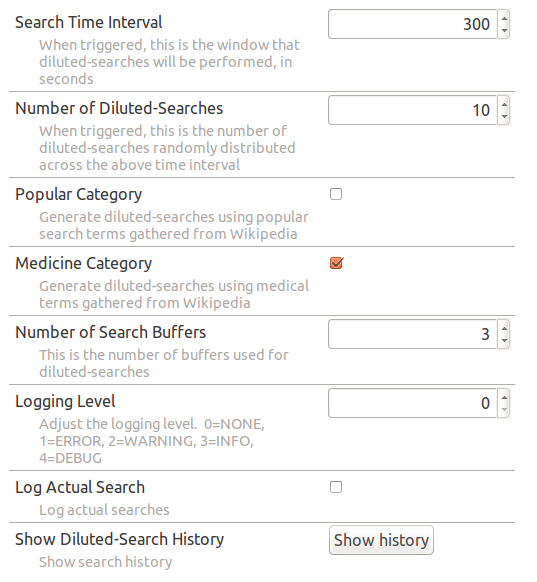 Search Time Interval
300
When triggered, this is the window that
diluted-searches will be performed, in
seconds
Number of Diluted-Searches
10
When triggered, this is the number of
diluted-searches randomly distributed
across the above time interval
Popular Category
Generate diluted-searches using popular
search terms gathered from Wikipedia
Medicine Category
Generate diluted-searches using medical
terms gathered from Wikipedia
Number of Search Buffers
3
This is the number of buffers used for
diluted-searches
Logging Level
0
Adjust the logging level.  0=NONE,
1=ERROR, 2=WARNING, 3=INFO,
4=DEBUG
Log Actual Search
Log actual searches
Show Diluted-Search History
Show history
Show search history